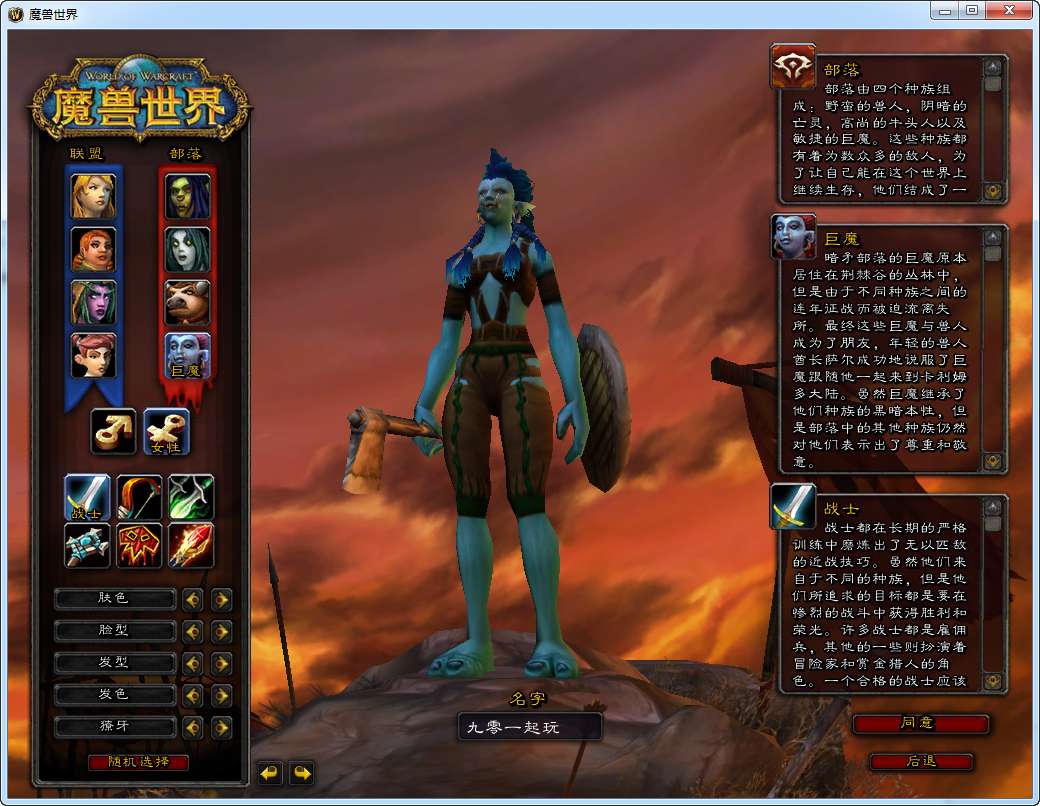 魔兽世界
WORLD OF WARCRAFT
魔兽世界
联盟
部落
巨魔
女性
战士
肤色
脸型
发型
发色
獠牙
随机选择
名字
九零一起玩
部落
部落由四个种族组
成：野蛮的兽人，阴暗的
亡灵，高尚的牛头人以及
敏捷的巨魔。这些种族都
有着为数众多的敌人，为
了让自己能在这个世界上
继续生存，他们结成了一
巨魔
暗矛部落的巨魔原本
居住在荆棘谷的丛林中，
但是由于不同种族之间的
连年征战而被迫流离失
所。最终这些巨魔与兽人
成为了朋友，年轻的兽人
酋长萨尔成功地说服了巨
魔跟随他一起来到卡利姆
多大陆。虽然巨魔继承了
他们种族的黑暗本性，但
是部落中的其他种族仍然
对他们表示出了尊重和敬
意。
战士
战士都在长期的严格
训练中磨炼出了无以匹敌
的近战技巧。虽然他们来
自于不同的种族，但是他
们所追求的目标都是要在
惨烈的战斗中获得胜利和
荣光。许多战士都是雇佣
兵，其他的一些则扮演着
冒险家和赏金猎人的角
色。一个合格的战士应该
同意
后退